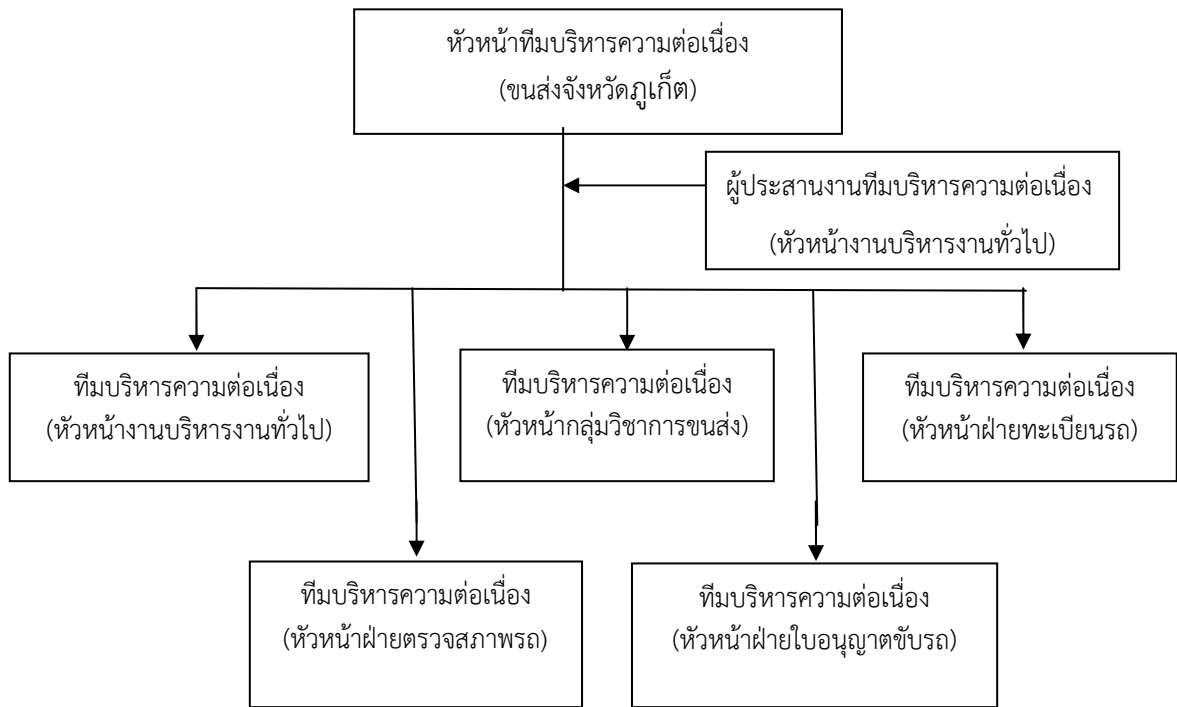 หัวหน้าทีมบริหารความต่อเนื่อง
(ขนส่งจังหวัดภูเก็ต)
ผู้ประสานงานทีมบริหารความต่อเนื่อง
(หัวหน้างานบริหารงานทั่วไป)
ทีมบริหารความต่อเนื่อง
(หัวหน้างานบริหารงานทั่วไป)
ทีมบริหารความต่อเนื่อง
(หัวหน้ากลุ่มวิชาการขนส่ง)
ทีมบริหารความต่อเนื่อง
(หัวหน้าฝ่ายทะเบียนรถ)
ทีมบริหารความต่อเนื่อง
(หัวหน้าฝ่ายตรวจสภาพรถ)
ทีมบริหารความต่อเนื่อง
(หัวหน้าฝ่ายใบอนุญาตขับรถ)